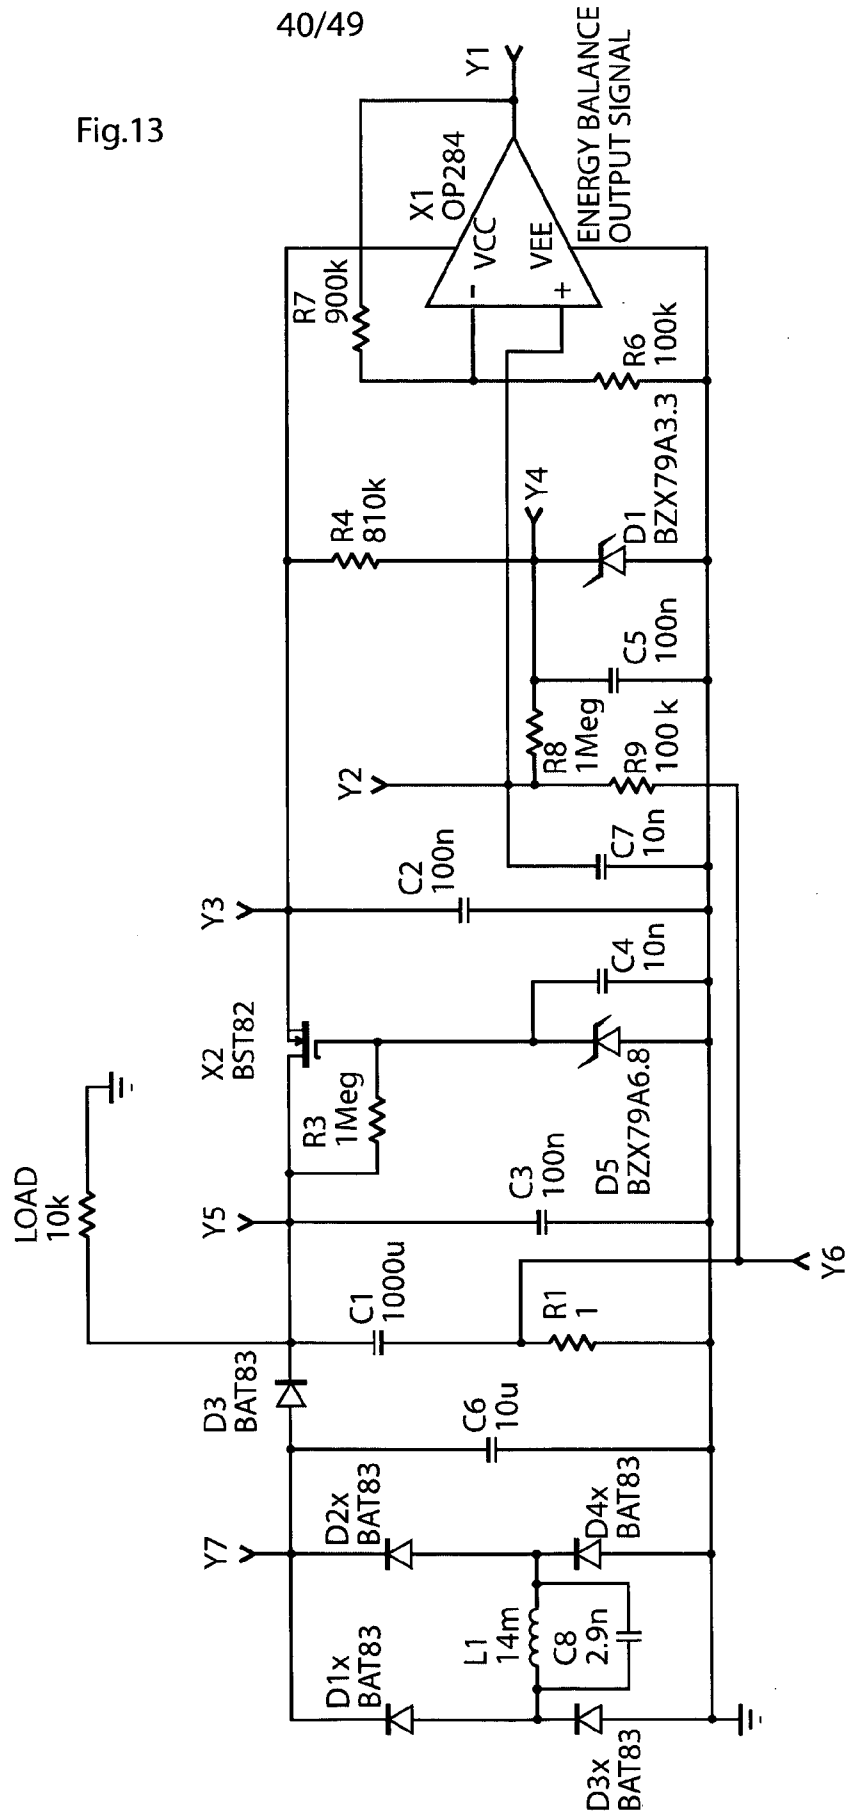 40/49
Fig.13
Y1
ENERGY BALANCE
OUTPUT SIGNAL
X1
OP284
VCC
VEE
-
+
R7
900k
R6
100k
R4
810k
Y4
D1
BZX79A3.3
C5
100n
R8
1Meg
R9
100 k
Y2
C7
10n
C2
100n
Y3
C4
10n
X2
BST82
R3
1Meg
D5
BZX79A6.8
C3
100n
LOAD
10k
Y5
Y6
C1
1000u
R1
1
D3
BAT83
C6
10u
D2x
BAT83
D4x
BAT83
Y7
L1
14m
C8
2.9n
D1x
BAT83
D3x
BAT83